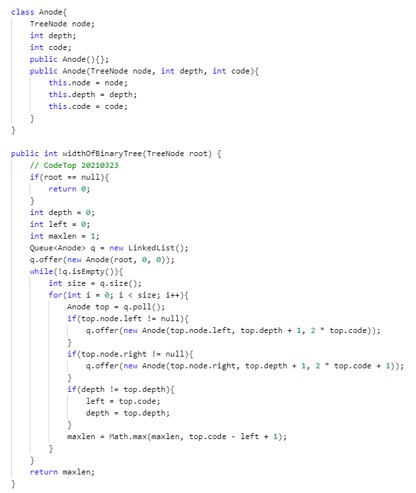 class Anode{
TreeNode node;
int depth;
int code;
public Anode(){};
public Anode(TreeNode node, int depth, int code){
this.node = node;
this.depth = depth;
this.code = code;
}
}
public int widthOfBinaryTree(TreeNode root) {
// CodeTop 20210323
if(root == null){
return 0;
}
int depth = 0;
int left = 0;
int maxlen = 1;
Queue<Anode> q = new LinkedList();
q.offer(new Anode(root, 0, 0));
while(!q.isEmpty()){
int size = q.size();
for(int i = 0; i < size; i++){
Anode top = q.poll();
if(top.node.left != null){
q.offer(new Anode(top.node.left, top.depth + 1, 2 * top.code));
}
if(top.node.right != null){
q.offer(new Anode(top.node.right, top.depth + 1, 2 * top.code + 1));
}
if(depth != top.depth){
left = top.code;
depth = top.depth;
}
maxlen = Math.max(maxlen, top.code - left + 1);
}
}
return maxlen;
}